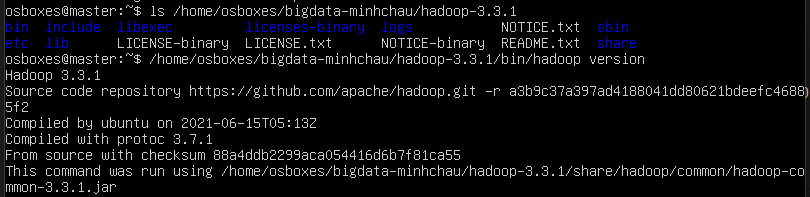 osboxes@master:~$ ls /home/osboxes/bigdata-minhchau/hadoop-3.3.1
bin include libexec licenses-binary logs NOTICE.txt sbin
etc lib LICENSE-binary LICENSE.txt NOTICE-binary README.txt share
osboxes@master:~$ /home/osboxes/bigdata-minhchau/hadoop-3.3.1/bin/hadoop version
Hadoop 3.3.1
Source code repository https://github.com/apache/hadoop.git -r a3b9c37a397ad4188041dd80621bdeefc4688
5f2
Compiled by ubuntu on 2021-06-15T05:13Z
Compiled with protoc 3.7.1
From source with checksum 88a4ddb2299aca054416d6b7f81ca55
This command was run using /home/osboxes/bigdata-minhchau/hadoop-3.3.1/share/hadoop/common/hadoop-co
mmon-3.3.1.jar